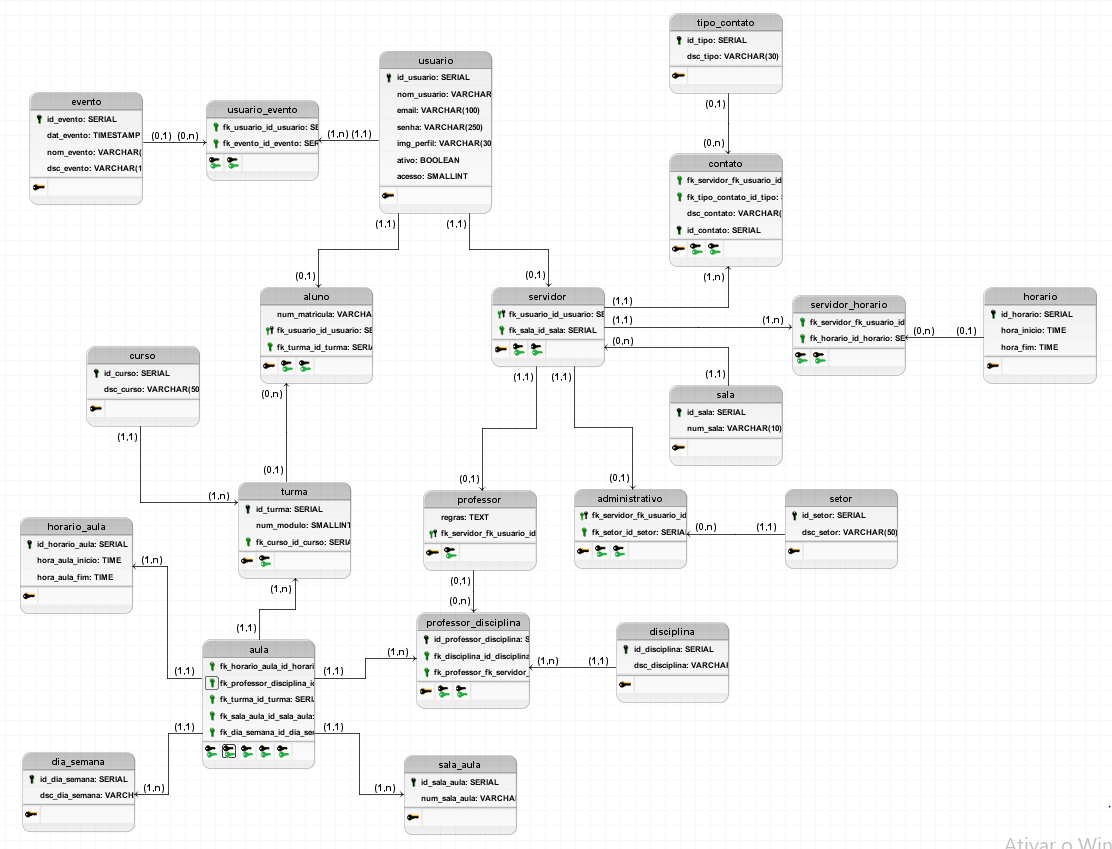 tipo_contato
id_tipo: SERIAL
dsc_tipo: VARCHAR(30)
(0,1)
(0,n)
usuario
id_usuario: SERIAL
nom_usuario: VARCHAR
email: VARCHAR(100)
senha: VARCHAR(250)
img_perfil: VARCHAR(30
ativo: BOOLEAN
acesso: SMALLINT
evento
id_evento: SERIAL
dat_evento: TIMESTAMP
nom_evento: VARCHAR(
dsc_evento: VARCHAR(1
(0,1) (0,n)
usuario_evento
fk_usuario_id_usuario: SE
fk_evento_id_evento: SER
(1,n) (1,1)
contato
fk_servidor_fk_usuario_id
fk_tipo_contato_id_tipo:
dsc_contato: VARCHAR(
id_contato: SERIAL
(1,n)
(1,1)
(1,1)
(0,1)
(0,1)
aluno
num_matricula: VARCHA
fk_usuario_id_usuario: SE
fk_turma_id_turma: SERIA
(0,n)
servidor
fk_usuario_id_usuario: SE
fk_sala_id_sala: SERIAL
(1,1)
(1,1)
(1,n)
(0,n)
(1,1)
(1,1)
servidor_horario
fk_servidor_fk_usuario_id
fk_horario_id_horario: SE
(0,n) (0,1)
horario
id_horario: SERIAL
hora_inicio: TIME
hora_fim: TIME
curso
id_curso: SERIAL
dsc_curso: VARCHAR(50
(1,1)
(1,n)
(1,1)
sala
id_sala: SERIAL
num_sala: VARCHAR(10)
(0,1)
turma
id_turma: SERIAL
num_modulo: SMALLINT
fk_curso_id_curso: SERIA
(1,n)
(0,1)
professor
regras: TEXT
fk_servidor_fk_usuario_id
(0,1)
(0,n)
(0,1)
administrativo
fk_servidor_fk_usuario_id
fk_setor_id_setor: SERIAL
(0,n)
(1,1)
setor
id_setor: SERIAL
dsc_setor: VARCHAR(50)
horario_aula
id_horario_aula: SERIAL
hora_aula_inicio: TIME
hora_aula_fim: TIME
(1,n)
(1,1)
aula
fk_horario_aula_id_horari
fk_professor_disciplina_id
fk_turma_id_turma: SERI
fk_sala_aula_id_sala_aula:
fk_dia_semana_id_dia_se
(1,1)
(1,1)
(1,n)
(1,1)
(1,1)
professor_disciplina
id_professor_disciplina: S
fk_disciplina_id_disciplina
fk_professor_fk_servidor_
(1,n)
(1,1)
disciplina
id_disciplina: SERIAL
dsc_disciplina: VARCHAI
dia_semana
id_dia_semana: SERIAL
dsc_dia_semana: VARCH
(1,n)
(1,n)
sala_aula
id_sala_aula: SERIAL
num_sala_aula: VARCHA
Ativar o Win